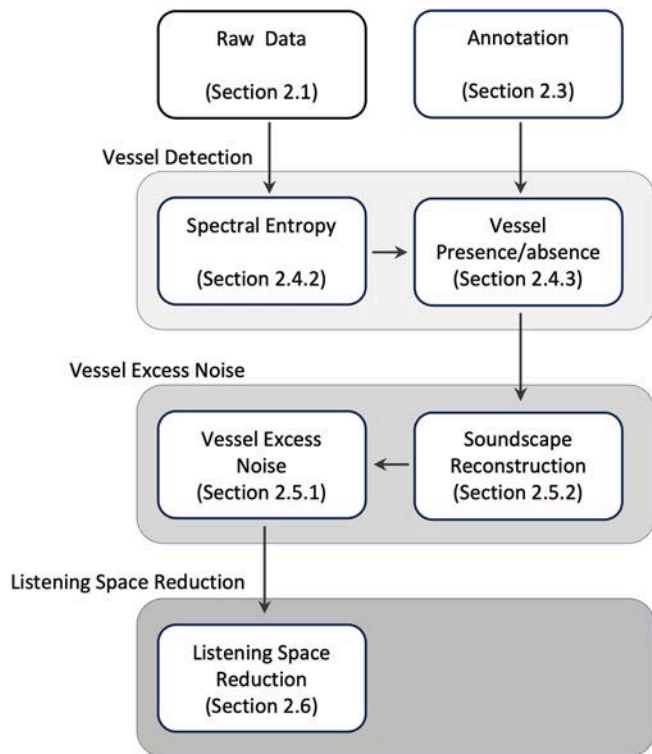 Raw Data
(Section 2.1)
Annotation
(Section 2.3)
Vessel Detection
Spectral Entropy
(Section 2.4.2)
Vessel
Presence/absence
(Section 2.4.3)
Vessel Excess Noise
Vessel Excess
Noise
(Section 2.5.1)
Soundscape
Reconstruction
(Section 2.5.2)
Listening Space Reduction
Listening Space
Reduction
(Section 2.6)